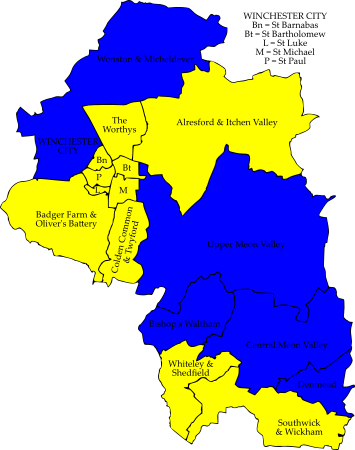 WINCHESTER CITY
Bn = St Barnabas
Bt = St Bartholomew
L = St Luke
M = St Michael
P = St Paul
Wonston & Micheldever
The
Worthys
Alresford & Itchen Valley
WINCHESTER
CITY
Bn
Bt
P
L
M
Badger Farm &
Oliver's Battery
Colden Common
& Twyford
Upper Meon Valley
Bishop's Waltham
Central Meon Valley
Whiteley &
Shedfield
Denmead
Southwick
& Wickham